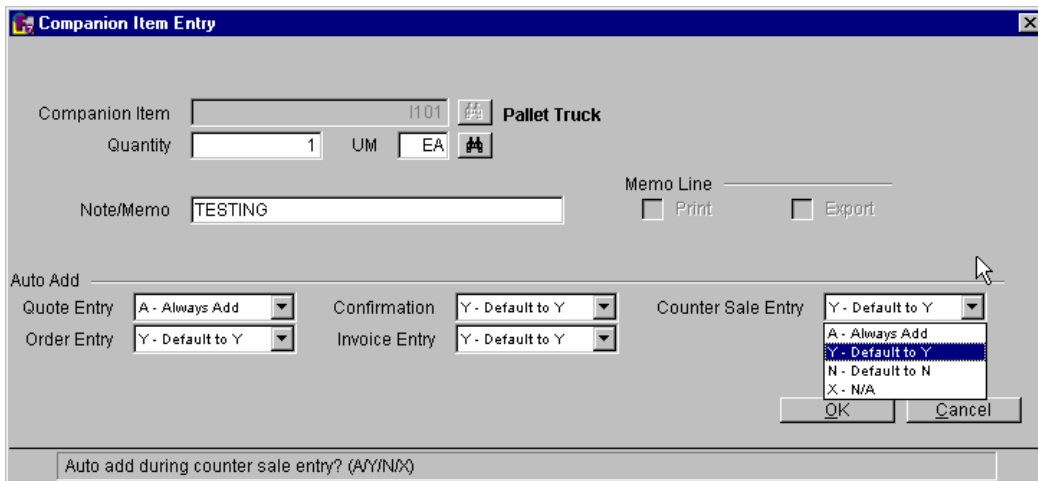 Companion Item Entry
Companion Item I101 Pallet Truck
Quantity 1 UM EA
Memo Line
Note/Memo TESTING Print Export
Auto Add
Quote Entry A - Always Add Confirmation Y - Default to Y Counter Sale Entry Y - Default to Y
Order Entry Y - Default to Y Invoice Entry Y - Default to Y
A - Always Add
Y - Default to Y
N - Default to N
X - N/A
OK Cancel
Auto add during counter sale entry? (A/Y/N/X)